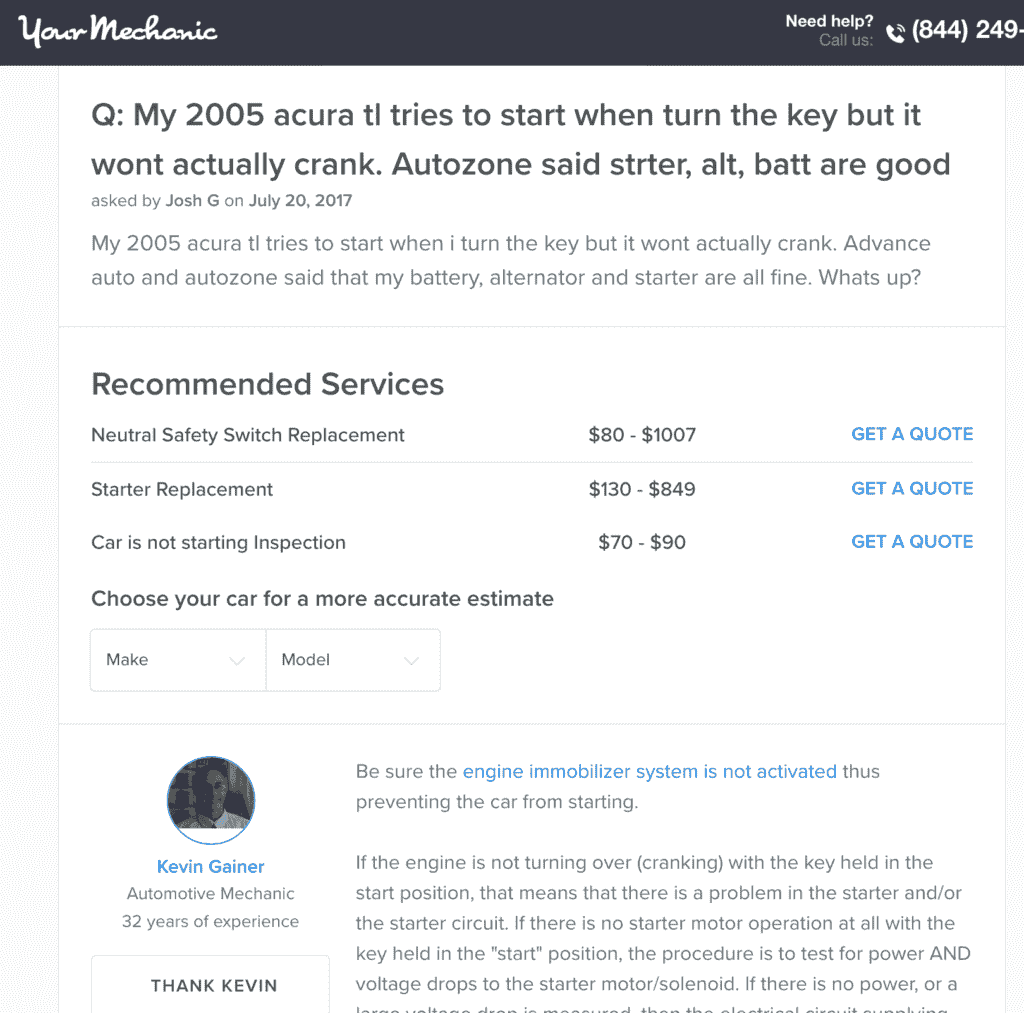 YourMechanic
Need help?
Call us:
(844) 249-
Q: My 2005 acura tl tries to start when turn the key but it
wont actually crank. Autozone said strter, alt, batt are good
asked by Josh G on July 20, 2017
My 2005 acura tl tries to start when i turn the key but it wont actually crank. Advance
auto and autozone said that my battery, alternator and starter are all fine. Whats up?
Recommended Services
Neutral Safety Switch Replacement $80 - $1007 GET A QUOTE
Starter Replacement $130 - $849 GET A QUOTE
Car is not starting Inspection $70 - $90 GET A QUOTE
Choose your car for a more accurate estimate
Make Model
Kevin Gainer
Automotive Mechanic
32 years of experience
THANK KEVIN
Be sure the engine immobilizer system is not activated thus
preventing the car from starting.
If the engine is not turning over (cranking) with the key held in the
start position, that means that there is a problem in the starter and/or
the starter circuit. If there is no starter motor operation at all with the
key held in the "start" position, the procedure is to test for power AND
voltage drops to the starter motor/solenoid. If there is no power, or a
large voltage drop is measured, then the electrical circuit supplying